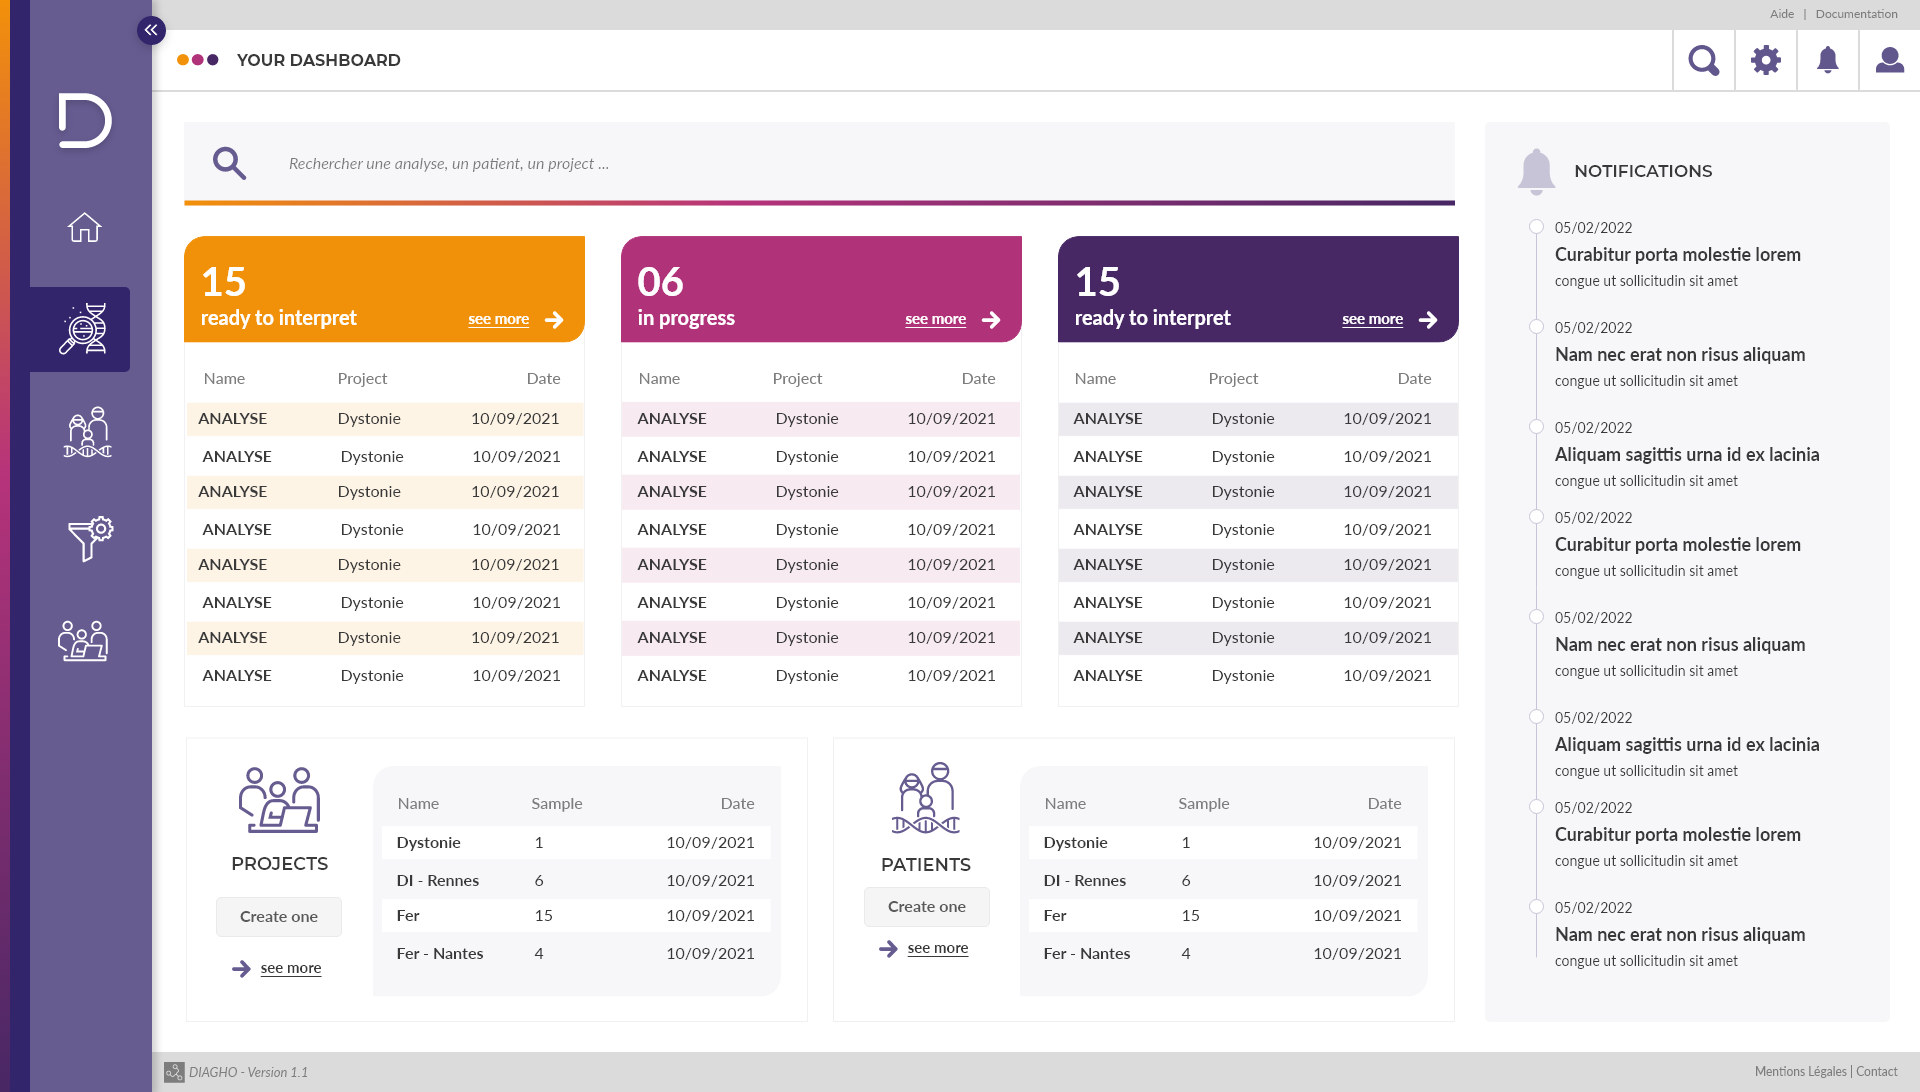 Aide | Documentation
YOUR DASHBOARD
Rechercher une analyse, un patient, un project ...
15
ready to interpret
see more
Name Project Date
ANALYSE Dystonie 10/09/2021
ANALYSE Dystonie 10/09/2021
ANALYSE Dystonie 10/09/2021
ANALYSE Dystonie 10/09/2021
ANALYSE Dystonie 10/09/2021
ANALYSE Dystonie 10/09/2021
ANALYSE Dystonie 10/09/2021
ANALYSE Dystonie 10/09/2021
06
in progress
see more
Name Project Date
ANALYSE Dystonie 10/09/2021
ANALYSE Dystonie 10/09/2021
ANALYSE Dystonie 10/09/2021
ANALYSE Dystonie 10/09/2021
ANALYSE Dystonie 10/09/2021
ANALYSE Dystonie 10/09/2021
ANALYSE Dystonie 10/09/2021
ANALYSE Dystonie 10/09/2021
15
ready to interpret
see more
Name Project Date
ANALYSE Dystonie 10/09/2021
ANALYSE Dystonie 10/09/2021
ANALYSE Dystonie 10/09/2021
ANALYSE Dystonie 10/09/2021
ANALYSE Dystonie 10/09/2021
ANALYSE Dystonie 10/09/2021
ANALYSE Dystonie 10/09/2021
ANALYSE Dystonie 10/09/2021
PROJECTS
Create one
see more
Name Sample Date
Dystonie 1 10/09/2021
DI - Rennes 6 10/09/2021
Fer 15 10/09/2021
Fer - Nantes 4 10/09/2021
PATIENTS
Create one
see more
Name Sample Date
Dystonie 1 10/09/2021
DI - Rennes 6 10/09/2021
Fer 15 10/09/2021
Fer - Nantes 4 10/09/2021
NOTIFICATIONS
05/02/2022
Curabitur porta molestie lorem
congue ut sollicitudin sit amet
05/02/2022
Nam nec erat non risus aliquam
congue ut sollicitudin sit amet
05/02/2022
Aliquam sagittis urna id ex lacinia
congue ut sollicitudin sit amet
05/02/2022
Curabitur porta molestie lorem
congue ut sollicitudin sit amet
05/02/2022
Nam nec erat non risus aliquam
congue ut sollicitudin sit amet
05/02/2022
Aliquam sagittis urna id ex lacinia
congue ut sollicitudin sit amet
05/02/2022
Curabitur porta molestie lorem
congue ut sollicitudin sit amet
05/02/2022
Nam nec erat non risus aliquam
congue ut sollicitudin sit amet
DIAGHO - Version 1.1
Mentions Légales | Contact